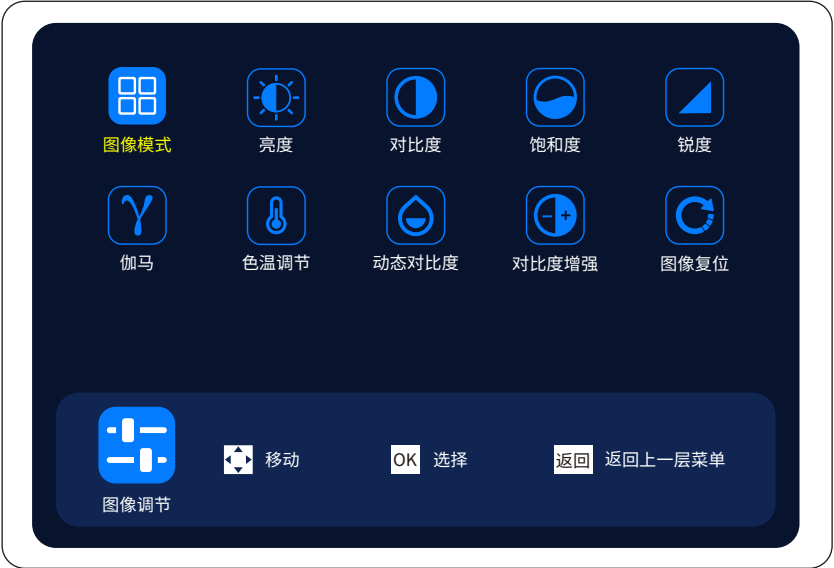 图像模式
亮度
对比度
饱和度
锐度
伽马
色温调节
动态对比度
对比度增强
图像复位
移动
OK 选择
返回 返回上一层菜单
图像调节